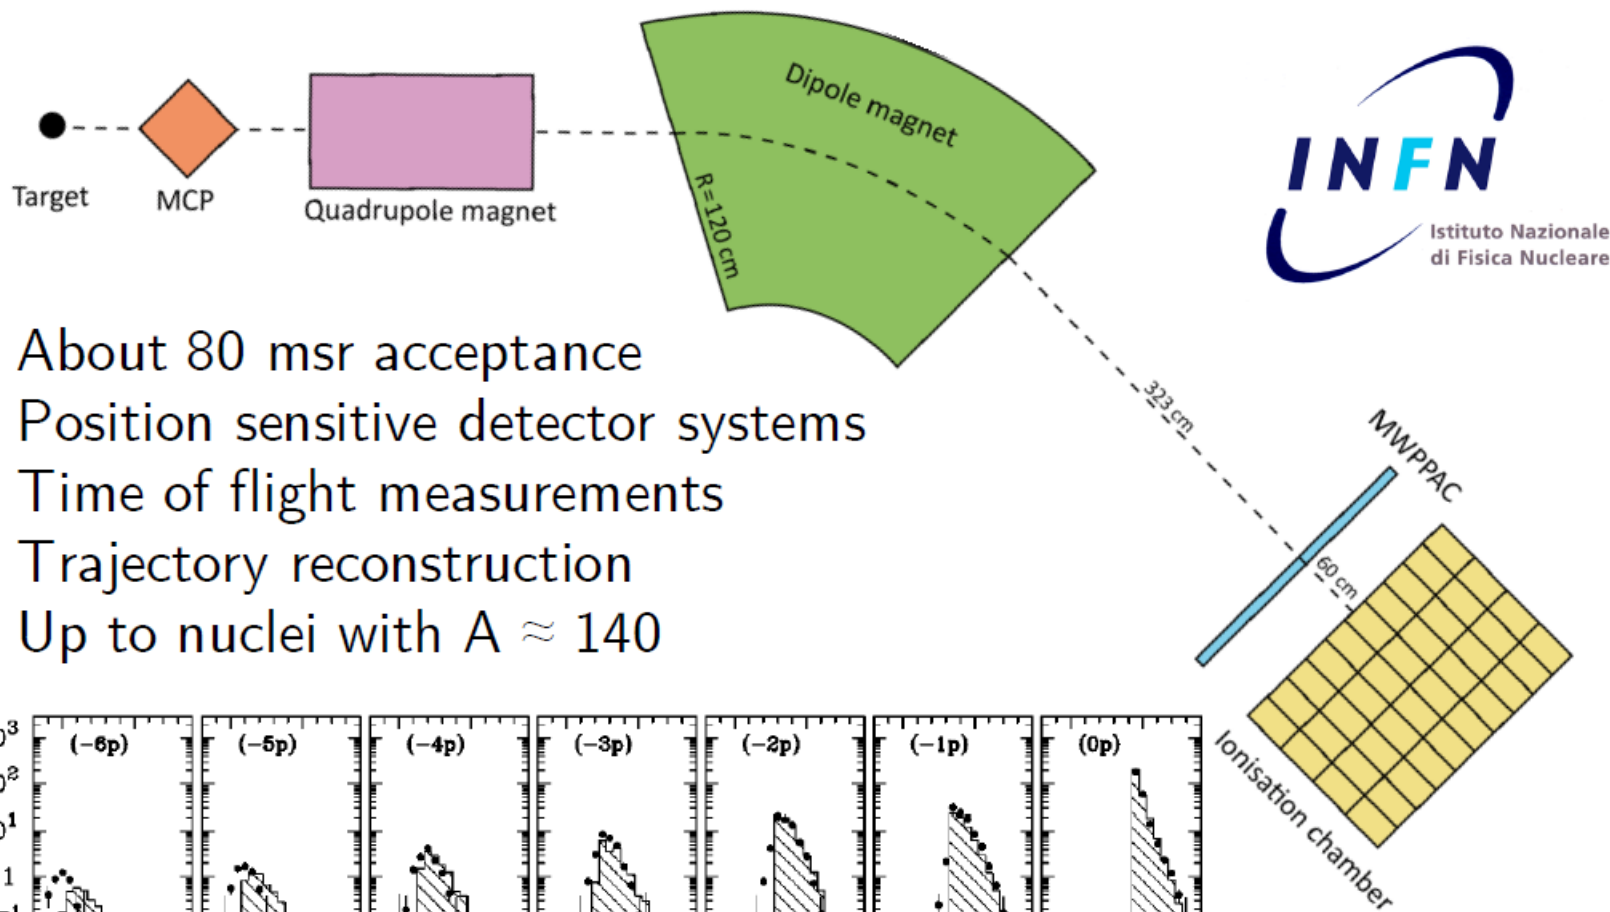 Dipole magnet
Target
MCP
Quadrupole magnet
R=120 cm
INFN
Istituto Nazionale
di Fisica Nucleare
About 80 msr acceptance
Position sensitive detector systems
Time of flight measurements
Trajectory reconstruction
Up to nuclei with A ≈ 140
323 cm
MWPPAC
60 cm
Ionisation chamber
(-6p)
(-5p)
(-4p)
(-3p)
(-2p)
(-1p)
(0p)
1